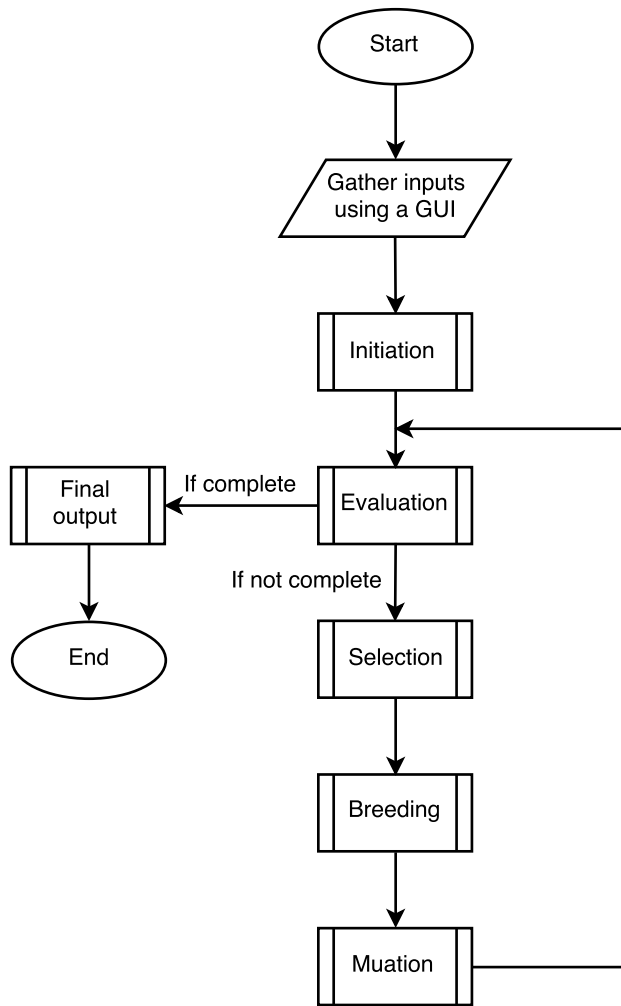 Start
Gather inputs
using a GUI
Initiation
If complete
Final
output
Evaluation
If not complete
End
Selection
Breeding
Muation